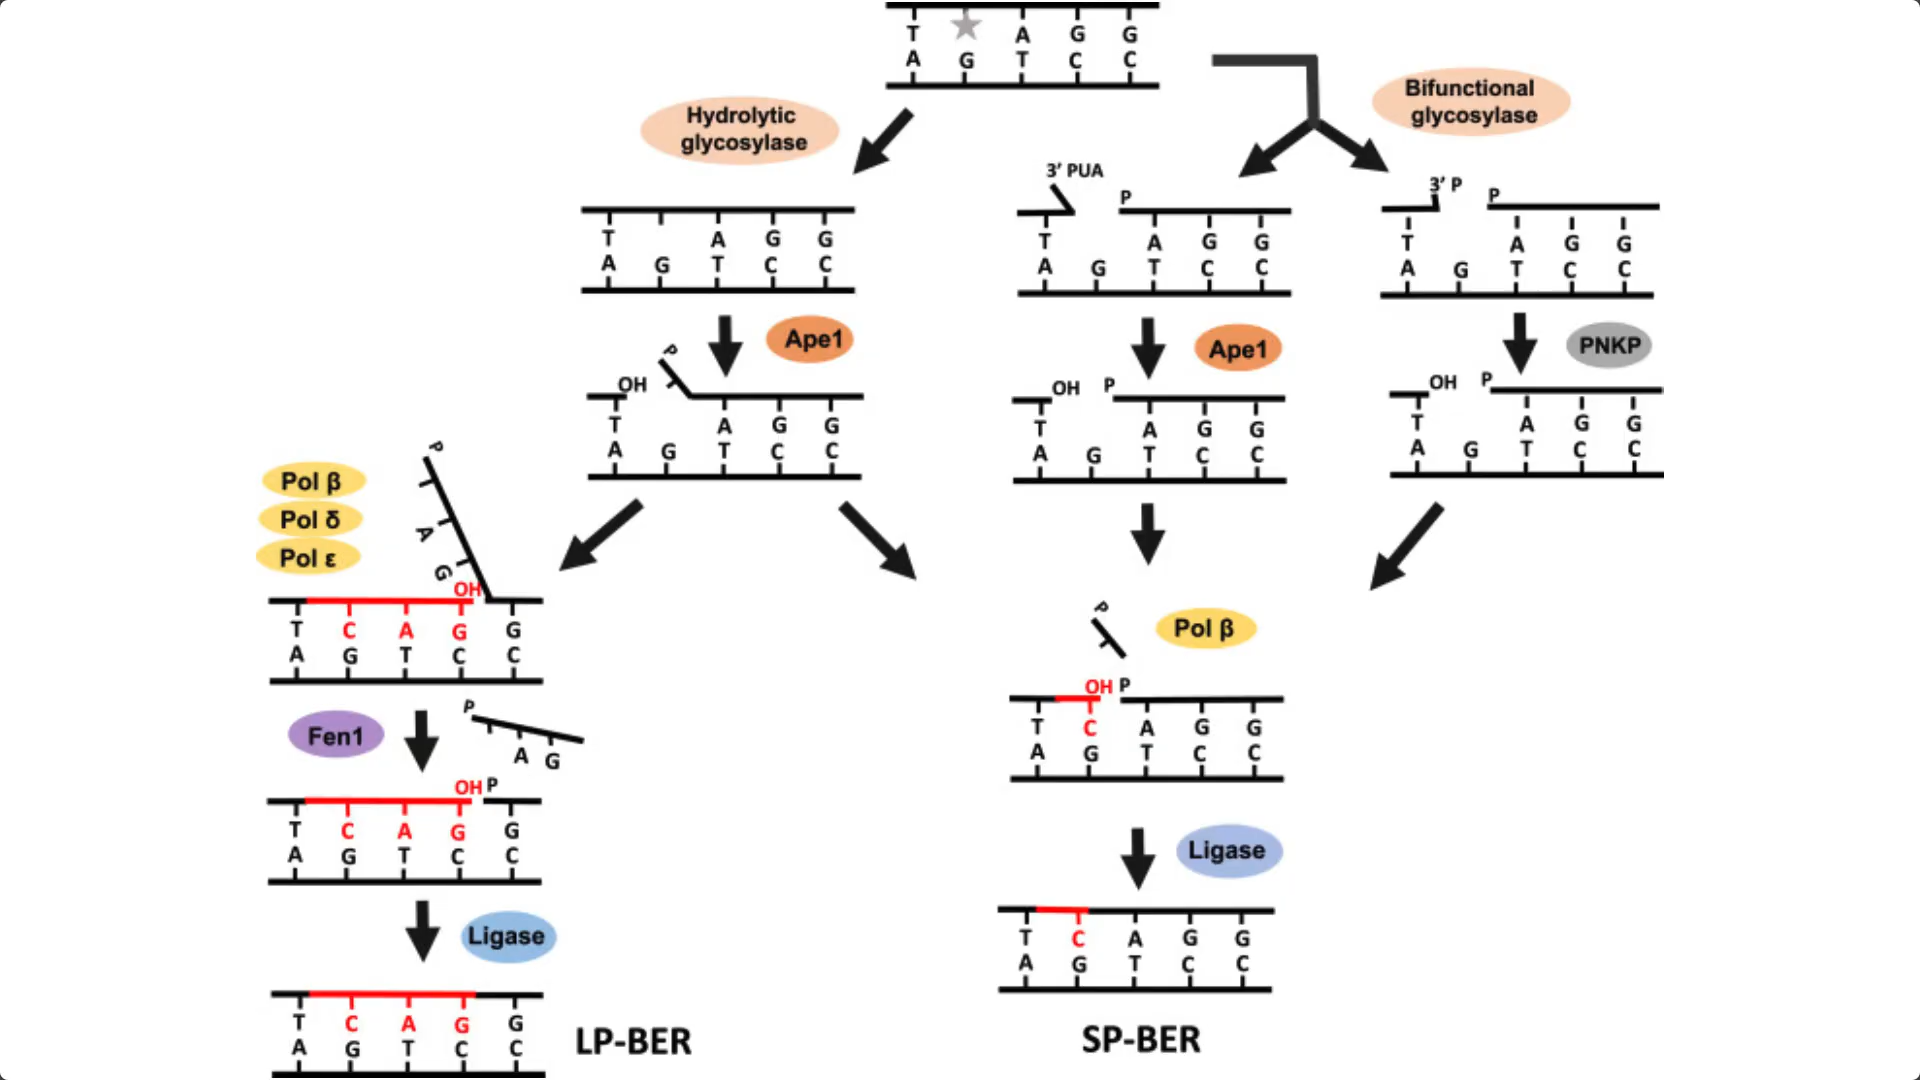 T A G G
A G T C C
Hydrolytic
glycosylase
Bifunctional
glycosylase
T A G G
A G T C C
3' PUA
P
T A G G
A G T C C
3' P
P
T A G G
A G T C C
Ape1
Ape1
PNKP
OH
P
T A G G
A G T C C
OH P
T A G G
A G T C C
OH P
T A G G
A G T C C
Pol β
Pol δ
Pol ε
P
A
G
OH
T C A G G
A G T C C
P
Pol β
OH P
T C A G G
A G T C C
Fen1
P
A G
OH P
T C A G G
A G T C C
Ligase
T C A G G
A G T C C
LP-BER
Ligase
T C A G G
A G T C C
SP-BER